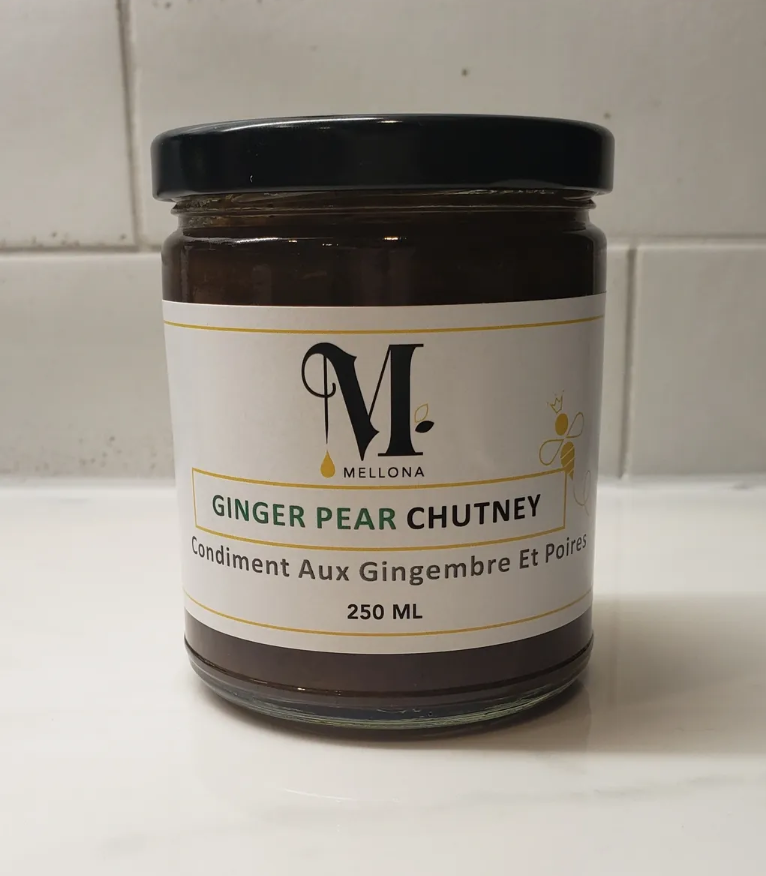 M
MELLONA
GINGER PEAR CHUTNEY
Condiment Aux Gingembre Et Poires
250 ML